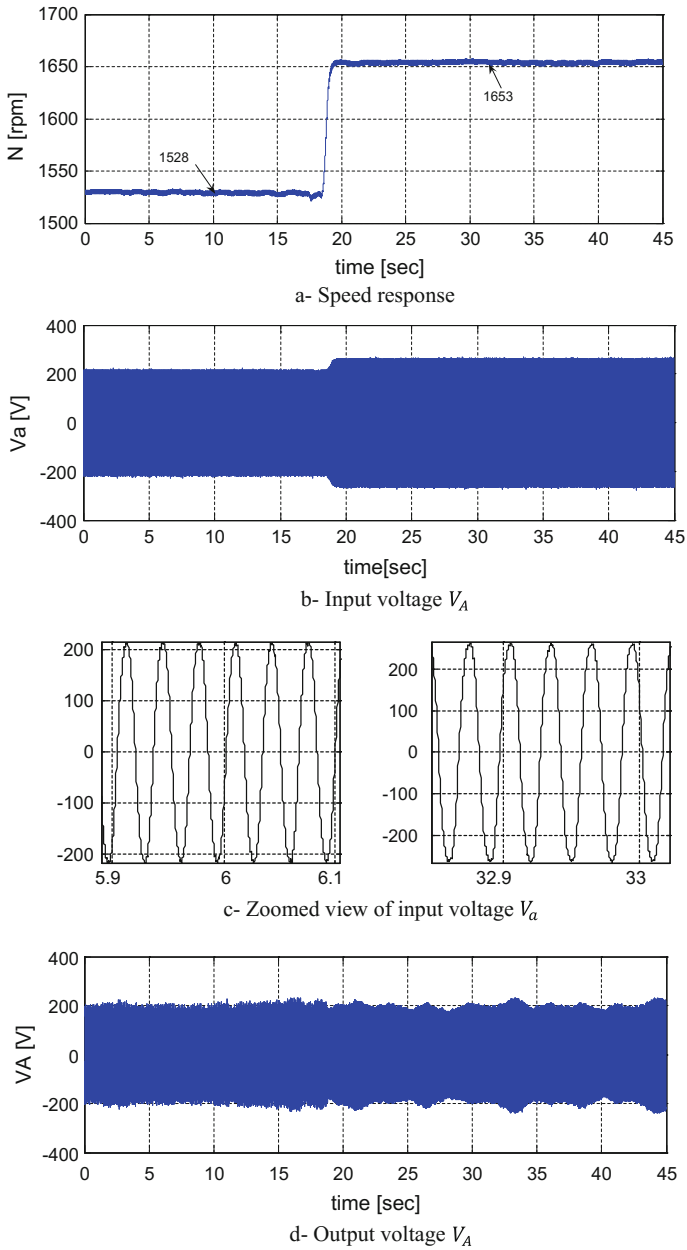 1700
1650
1600
1550
1500
N [rpm]
1528
1653
0 5 10 15 20 25 30 35 40 45
time [sec]
a- Speed response
400
200
0
-200
-400
Va [V]
0 5 10 15 20 25 30 35 40 45
time[sec]
b- Input voltage V_A
200
100
0
-100
-200
5.9 6 6.1
200
100
0
-100
-200
32.9 33
c- Zoomed view of input voltage V_a
400
200
0
-200
-400
VA [V]
0 5 10 15 20 25 30 35 40 45
time [sec]
d- Output voltage V_A